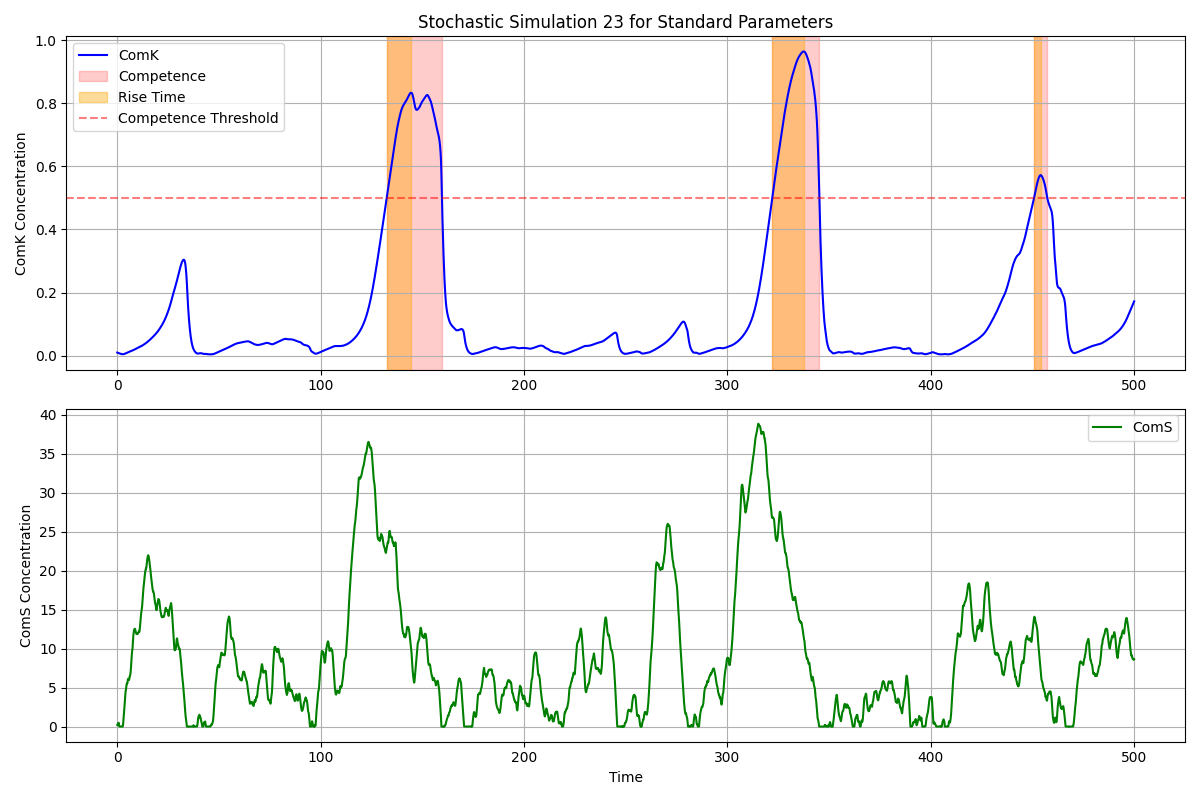 Stochastic Simulation 23 for Standard Parameters
ComK Concentration
1.0
0.8
0.6
0.4
0.2
0.0
ComK
Competence
Rise Time
Competence Threshold
0 100 200 300 400 500
ComS Concentration
40
35
30
25
20
15
10
5
0
ComS
0 100 200 300 400 500
Time